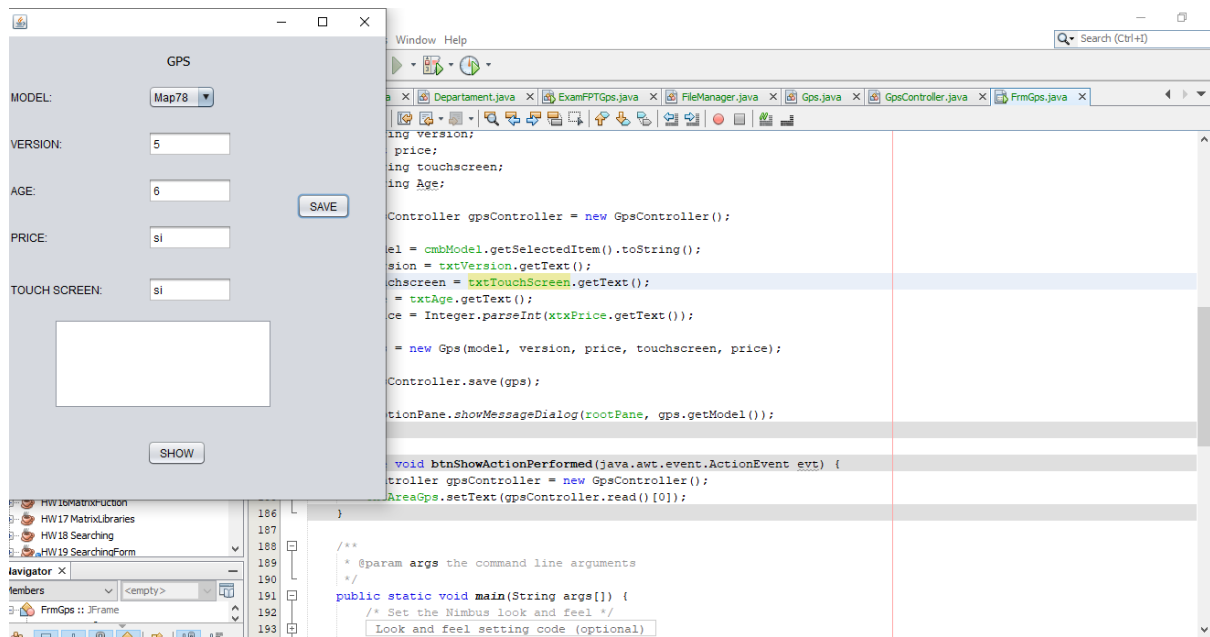 GPS
MODEL:
Map78
VERSION:
5
AGE:
6
SAVE
PRICE:
si
TOUCH SCREEN:
si
SHOW
Window Help
Search (Ctrl+I)
Departament.java
ExamFPTGps.java
FileManager.java
Gps.java
GpsController.java
FrmGps.java
ing version;
price;
ing touchscreen;
ing Age;
Controller gpsController = new GpsController();
el = cmbModel.getSelectedItem().toString();
sion = txtVersion.getText();
chscreen = txtTouchScreen.getText();
= txtAge.getText();
ce = Integer.parseInt(xtxPrice.getText());
= new Gps(model, version, price, touchscreen, price);
Controller.save(gps);
tionPane.showMessageDialog(rootPane, gps.getModel());
void btnShowActionPerformed(java.awt.event.ActionEvent evt) {
troller gpsController = new GpsController();
AreaGps.setText(gpsController.read()[0]);
186 }
187
188 /**
189 * @param args the command line arguments
190 */
191 public static void main(String args[]) {
192 /* Set the Nimbus look and feel */
193 Look and feel setting code (optional)
HW16MatrixFuction
HW17 MatrixLibraries
HW18 Searching
HW19 SearchingForm
Navigator
Members
<empty>
FrmGps :: JFrame